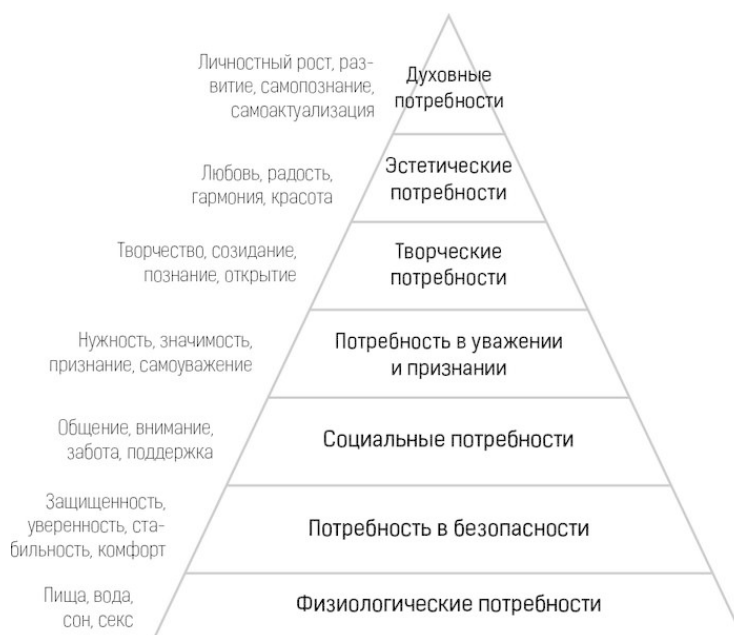 Личностный рост, раз-
витие, самопознание,
самоактуализация
Духовные
потребности
Любовь, радость,
гармония, красота
Эстетические
потребности
Творчество, созидание,
познание, открытие
Творческие
потребности
Нужность, значимость,
признание, самоуважение
Потребность в уважении
и признании
Общение, внимание,
забота, поддержка
Социальные потребности
Защищенность,
уверенность, ста-
бильность, комфорт
Потребность в безопасности
Пища, вода,
сон, секс
Физиологические потребности